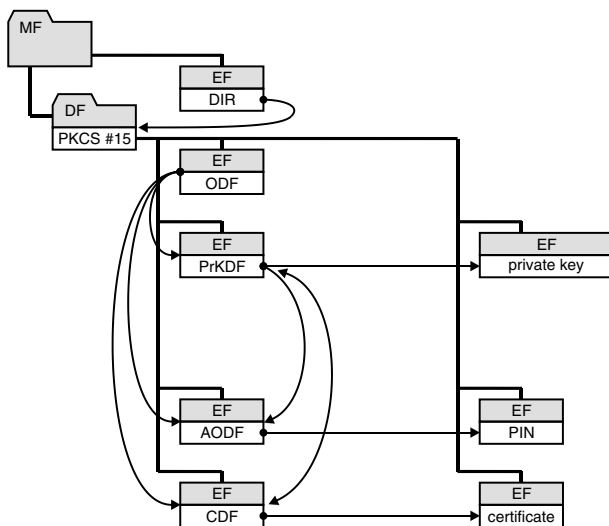 MF
EF
DIR
DF
PKCS #15
EF
ODF
EF
PrKDF
EF
private key
EF
AODF
EF
PIN
EF
CDF
EF
certificate